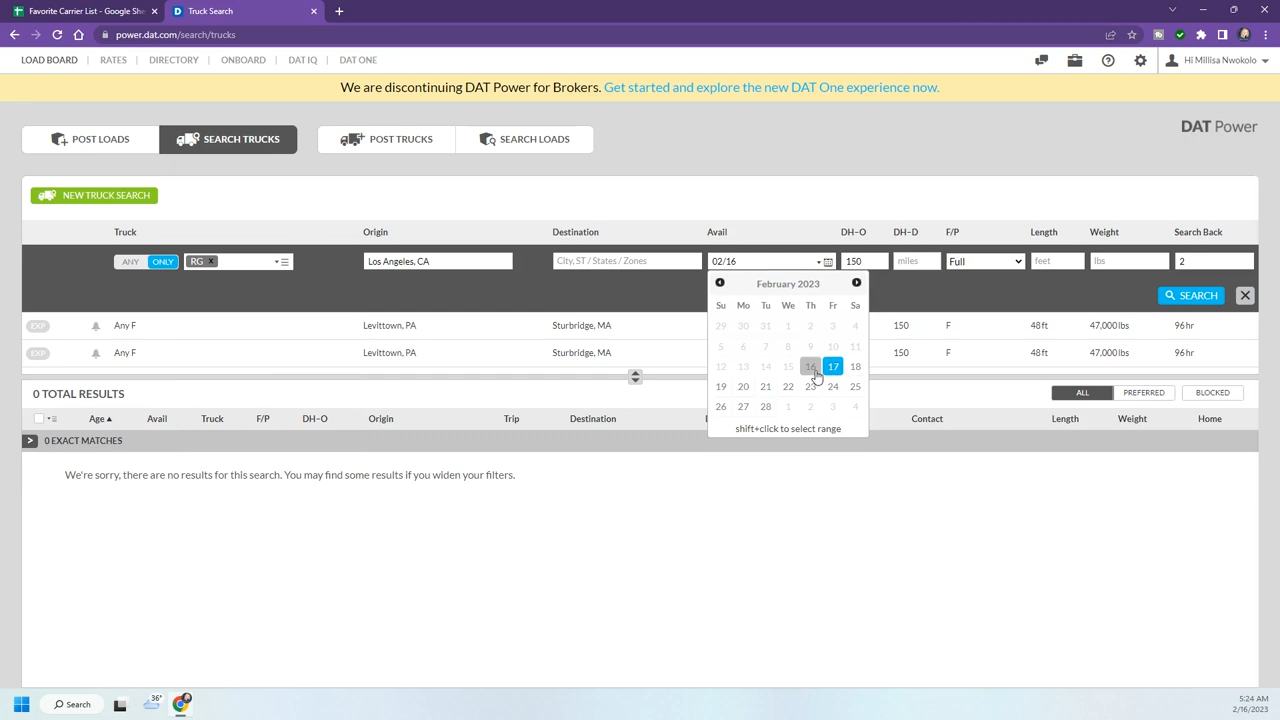 Favorite Carrier List - Google She
Truck Search
power.dat.com/search/trucks
LOAD BOARD RATES DIRECTORY ONBOARD DAT IQ DAT ONE
Hi Millisa Nwokolo
We are discontinuing DAT Power for Brokers. Get started and explore the new DAT One experience now.
POST LOADS SEARCH TRUCKS POST TRUCKS SEARCH LOADS
DAT Power
NEW TRUCK SEARCH
Truck Origin Destination Avail DH–O DH–D F/P Length Weight Search Back
ANY ONLY RG x Los Angeles, CA City, ST / States / Zones 02/16 150 miles Full feet lbs 2
February 2023
SEARCH
Su Mo Tu We Th Fr Sa
29 30 31 1 2 3 4
5 6 7 8 9 10 11
12 13 14 15 16 17 18
19 20 21 22 23 24 25
26 27 28 1 2 3 4
shift+click to select range
EXP Any F Levittown, PA Sturbridge, MA 150 F 48 ft 47,000 lbs 96 hr
EXP Any F Levittown, PA Sturbridge, MA 150 F 48 ft 47,000 lbs 96 hr
0 TOTAL RESULTS
ALL PREFERRED BLOCKED
Age Avail Truck F/P DH–O Origin Trip Destination Contact Length Weight Home
0 EXACT MATCHES
We're sorry, there are no results for this search. You may find some results if you widen your filters.
36°
Search
5:24 AM
2/16/2023